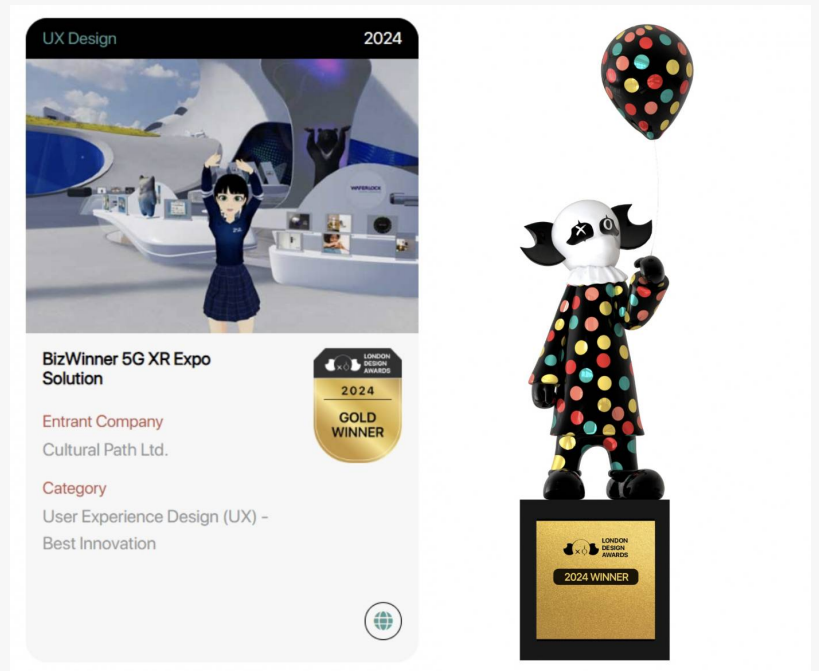 UX Design
2024
WAFERLOCK
BizWinner 5G XR Expo
Solution
LONDON
DESIGN
AWARDS
2024
GOLD
WINNER
Entrant Company
Cultural Path Ltd.
Category
User Experience Design (UX) -
Best Innovation
X O
LONDON
DESIGN
AWARDS
2024 WINNER